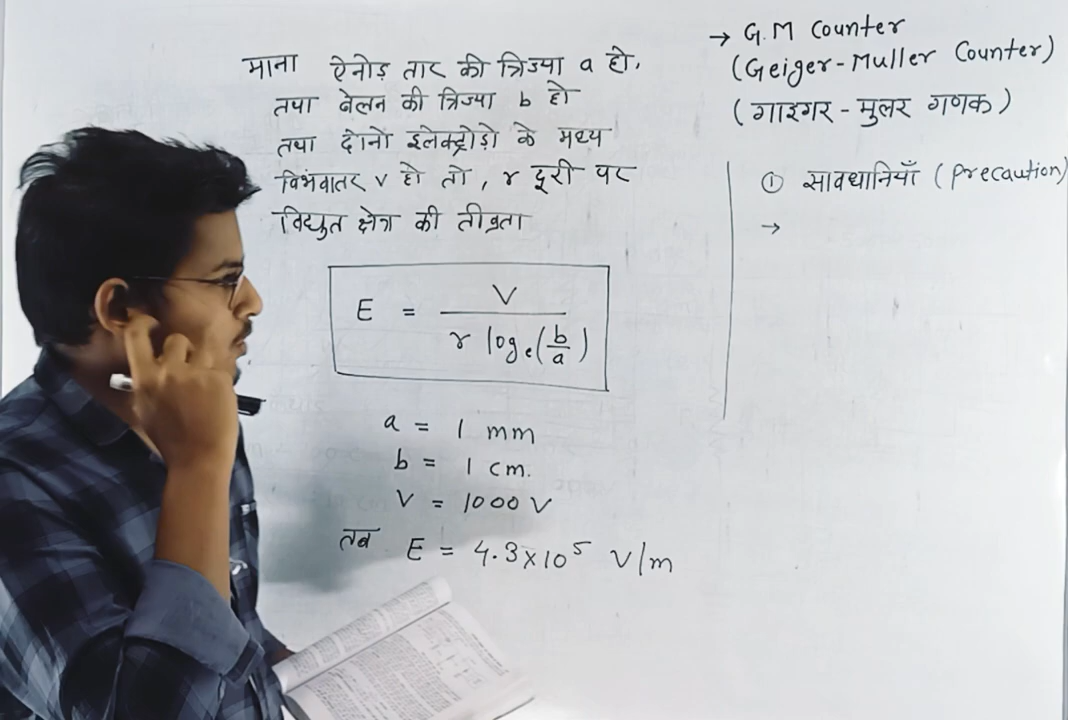 माना ऐनोड़ तार की त्रिज्या a हो,
तथा बेलन की त्रिज्या b हो
तथा दोनो इलेक्ट्रोड़ो के मध्य
विभवांतर v हो तो, r दूरी पर
विद्युत क्षेत्र की तीव्रता
E = V / r logₑ(b/a)
a = 1 mm
b = 1 cm.
V = 1000 V
तब E = 4.3×10⁵ V/m
→ G.M Counter
(Geiger-Muller Counter)
(गाइगर - मुलर गणक)
① सावधानियाँ (Precaution)
→